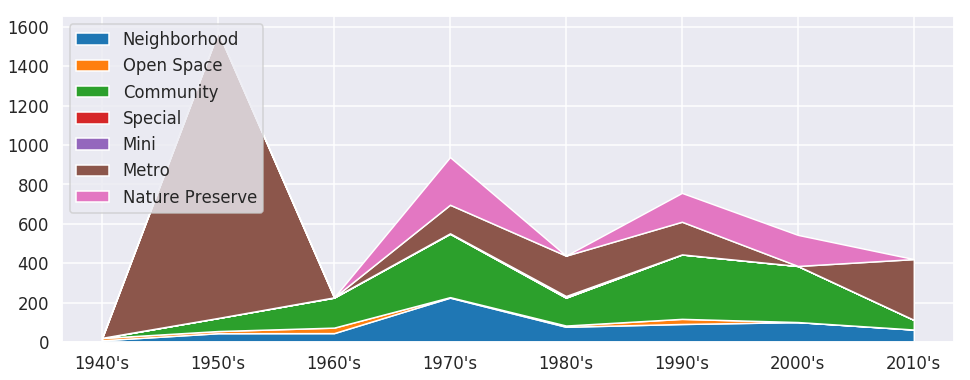 1600
1400
1200
1000
800
600
400
200
0
Neighborhood
Open Space
Community
Special
Mini
Metro
Nature Preserve
1940's 1950's 1960's 1970's 1980's 1990's 2000's 2010's